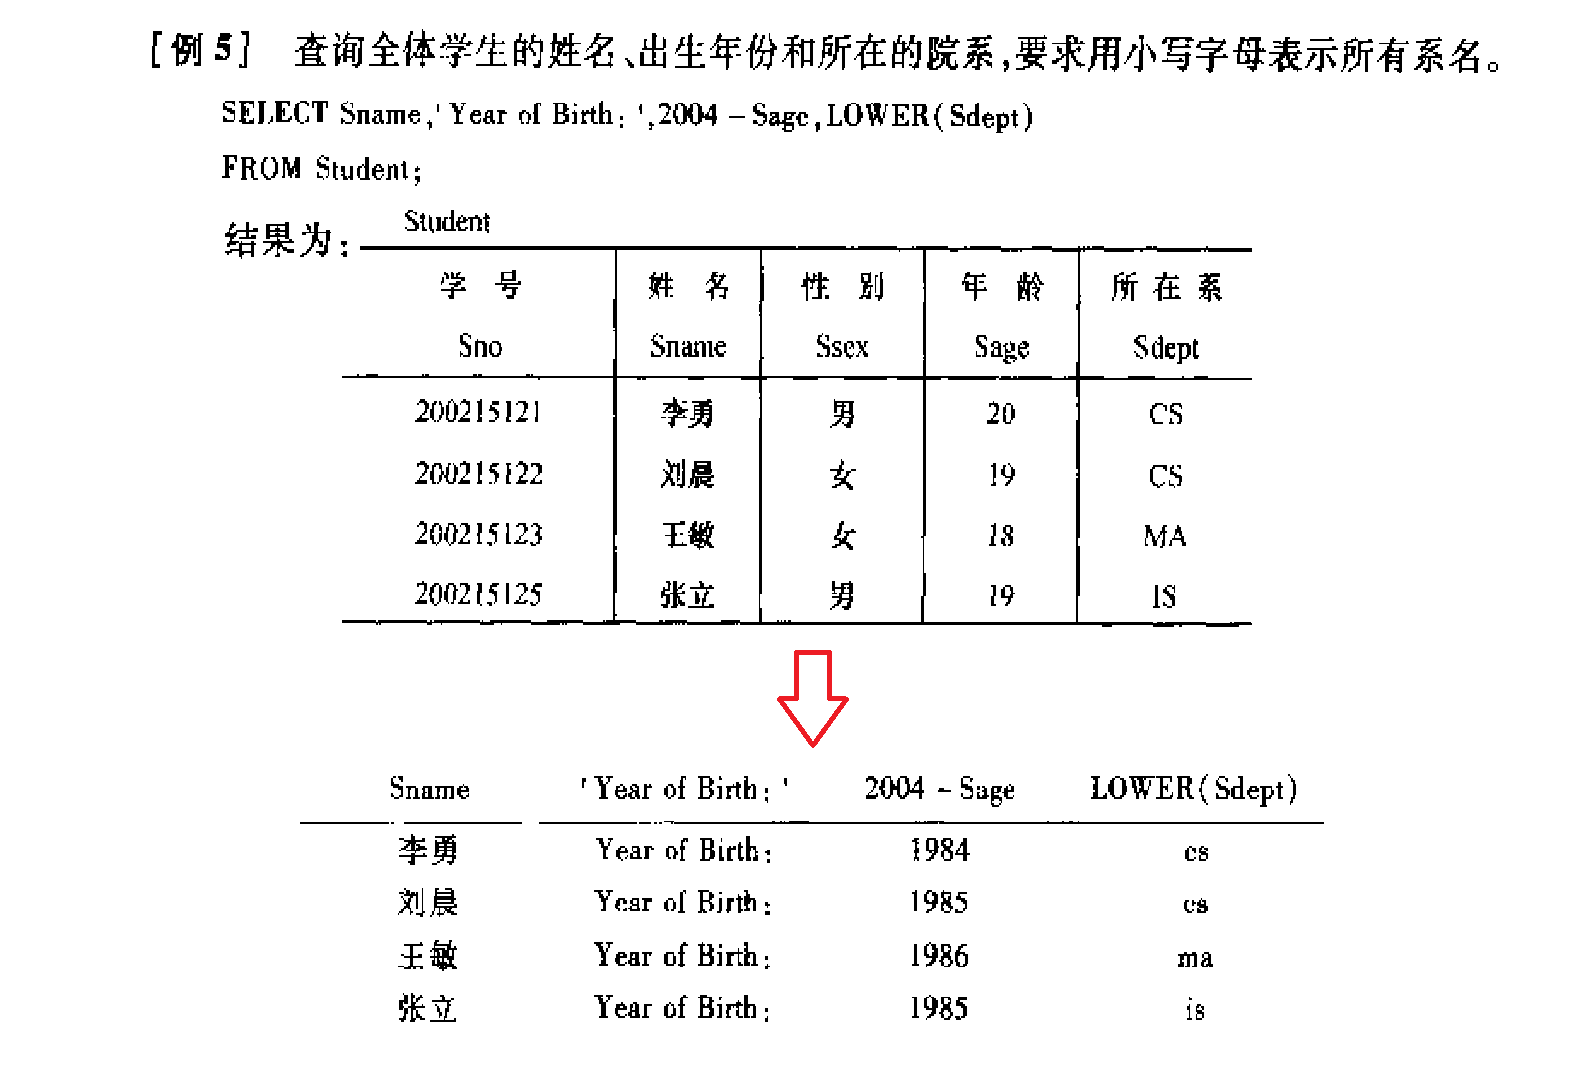 [例5] 查询全体学生的姓名、出生年份和所在的院系,要求用小写字母表示所有系名。
SELECT Sname,'Year of Birth: ',2004-Sage,LOWER(Sdept)
FROM Student;
结果为:
Student
学号 姓名 性别 年龄 所在系
Sno Sname Ssex Sage Sdept
200215121 李勇 男 20 CS
200215122 刘晨 女 19 CS
200215123 王敏 女 18 MA
200215125 张立 男 19 IS
Sname 'Year of Birth: ' 2004-Sage LOWER(Sdept)
李勇 Year of Birth: 1984 cs
刘晨 Year of Birth: 1985 cs
王敏 Year of Birth: 1986 ma
张立 Year of Birth: 1985 is